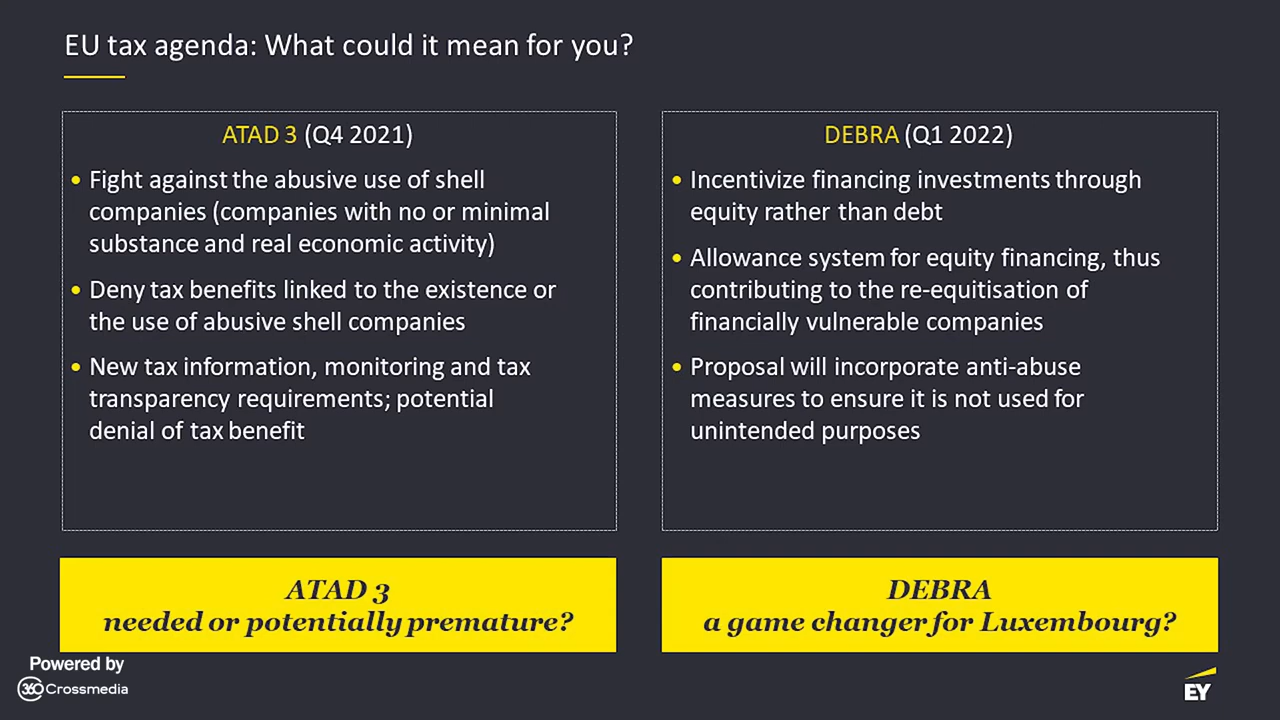 EU tax agenda: What could it mean for you?
ATAD 3 (Q4 2021)
• Fight against the abusive use of shell
companies (companies with no or minimal
substance and real economic activity)
• Deny tax benefits linked to the existence or
the use of abusive shell companies
• New tax information, monitoring and tax
transparency requirements; potential
denial of tax benefit
ATAD 3
needed or potentially premature?
DEBRA (Q1 2022)
• Incentivize financing investments through
equity rather than debt
• Allowance system for equity financing, thus
contributing to the re-equitisation of
financially vulnerable companies
• Proposal will incorporate anti-abuse
measures to ensure it is not used for
unintended purposes
DEBRA
a game changer for Luxembourg?
Powered by
360 Crossmedia
EY